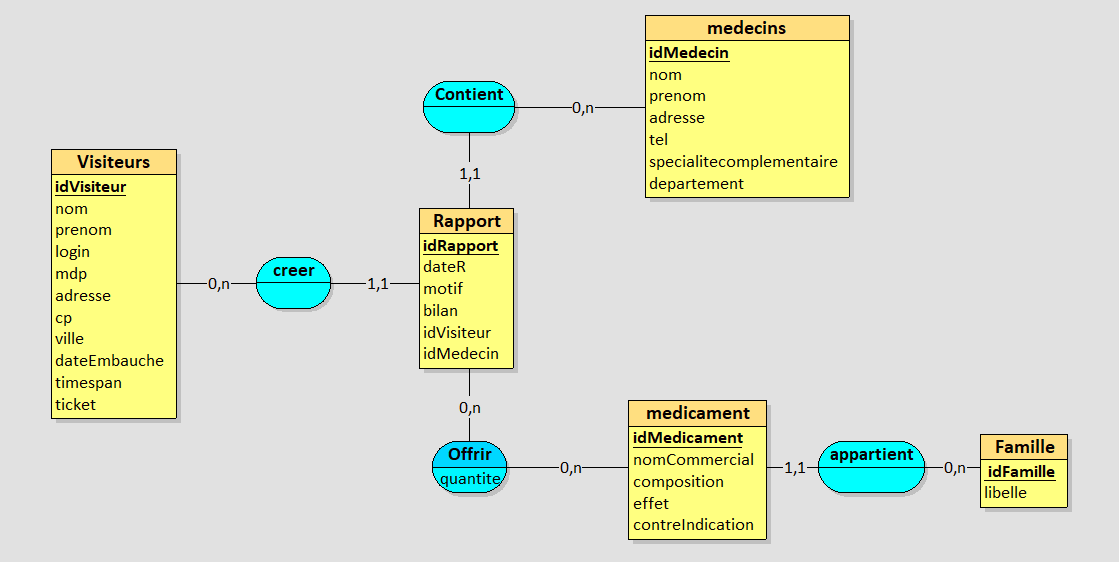 medecins
idMedecin
nom
prenom
adresse
tel
specialitecomplementaire
departement
Contient
0,n
1,1
Visiteurs
idVisiteur
nom
prenom
login
mdp
adresse
cp
ville
dateEmbauche
timespan
ticket
0,n
creer
1,1
Rapport
idRapport
dateR
motif
bilan
idVisiteur
idMedecin
0,n
Offrir
quantite
0,n
medicament
idMedicament
nomCommercial
composition
effet
contreIndication
1,1
appartient
0,n
Famille
idFamille
libelle